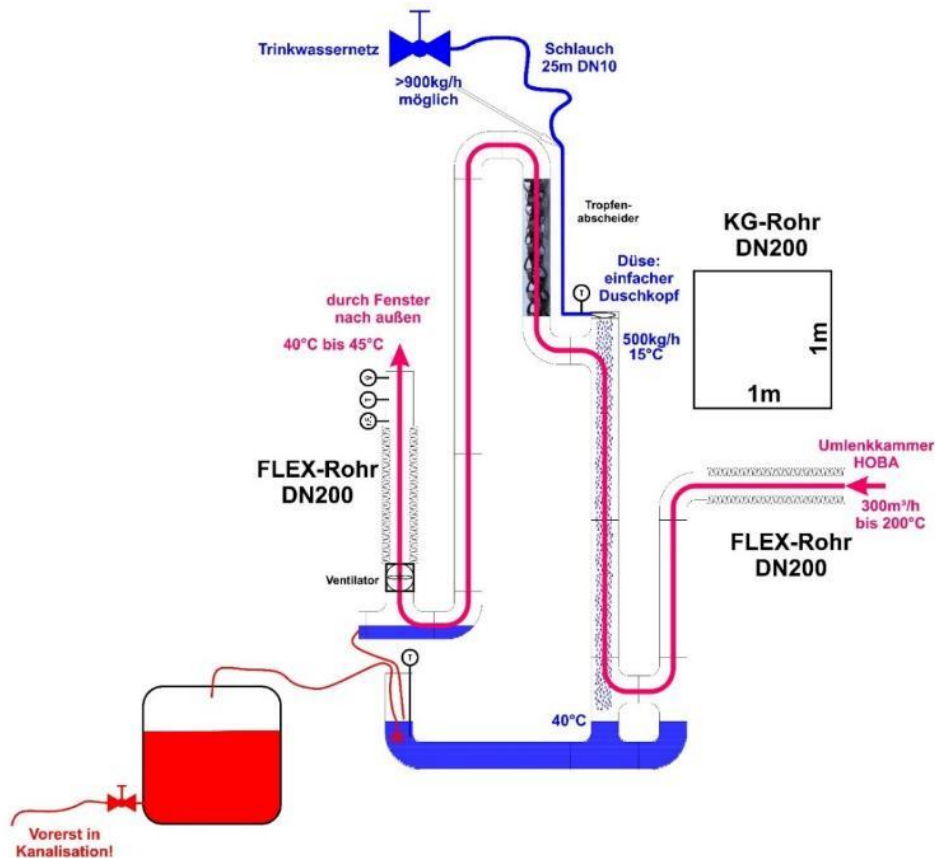 Trinkwassernetz
>900kg/h
möglich
Schlauch
25m DN10
Tropfen-
abscheider
KG-Rohr
DN200
Düse:
einfacher
Duschkopf
T
500kg/h
15°C
1m
1m
durch Fenster
nach außen
40°C bis 45°C
V
T
FLEX-Rohr
DN200
Umlenkkammer
HOBA
300m³/h
bis 200°C
FLEX-Rohr
DN200
Ventilator
T
40°C
Vorerst in
Kanalisation!